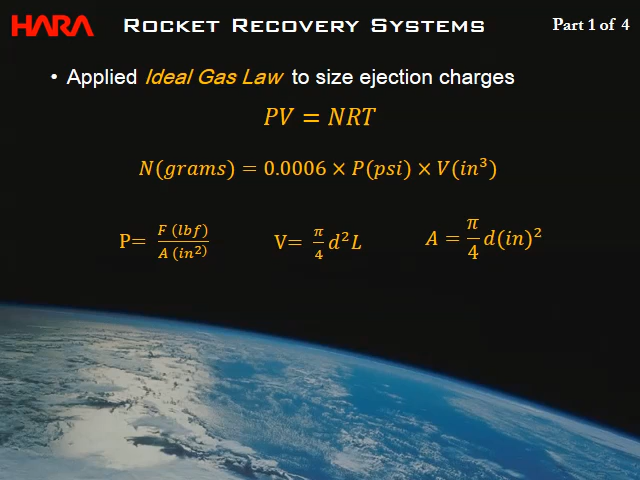 HARA
ROCKET RECOVERY SYSTEMS
Part 1 of 4
• Applied Ideal Gas Law to size ejection charges
PV = NRT
N(grams) = 0.0006 × P(psi) × V(in³)
P= F (lbf) / A (in²) V= π/4 d²L A = π/4 d(in)²